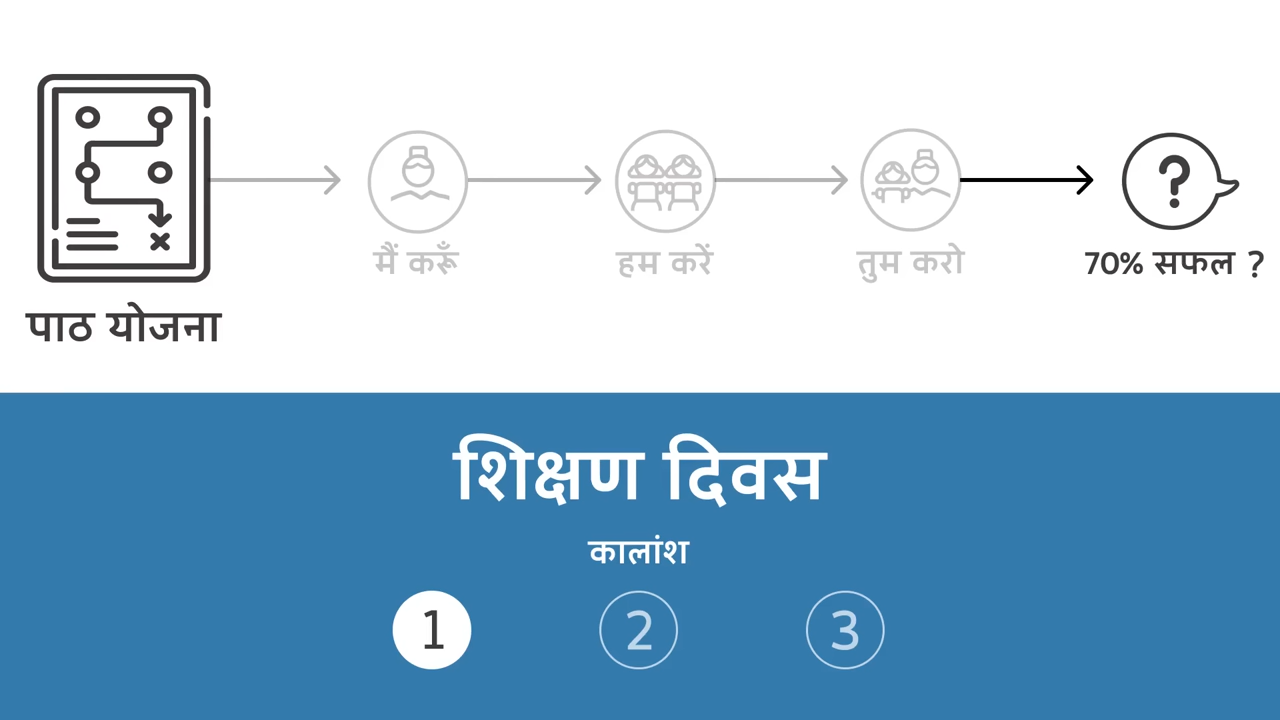 पाठ योजना
मैं करूँ
हम करें
तुम करो
?
70% सफल ?
शिक्षण दिवस
कालांश
1 2 3